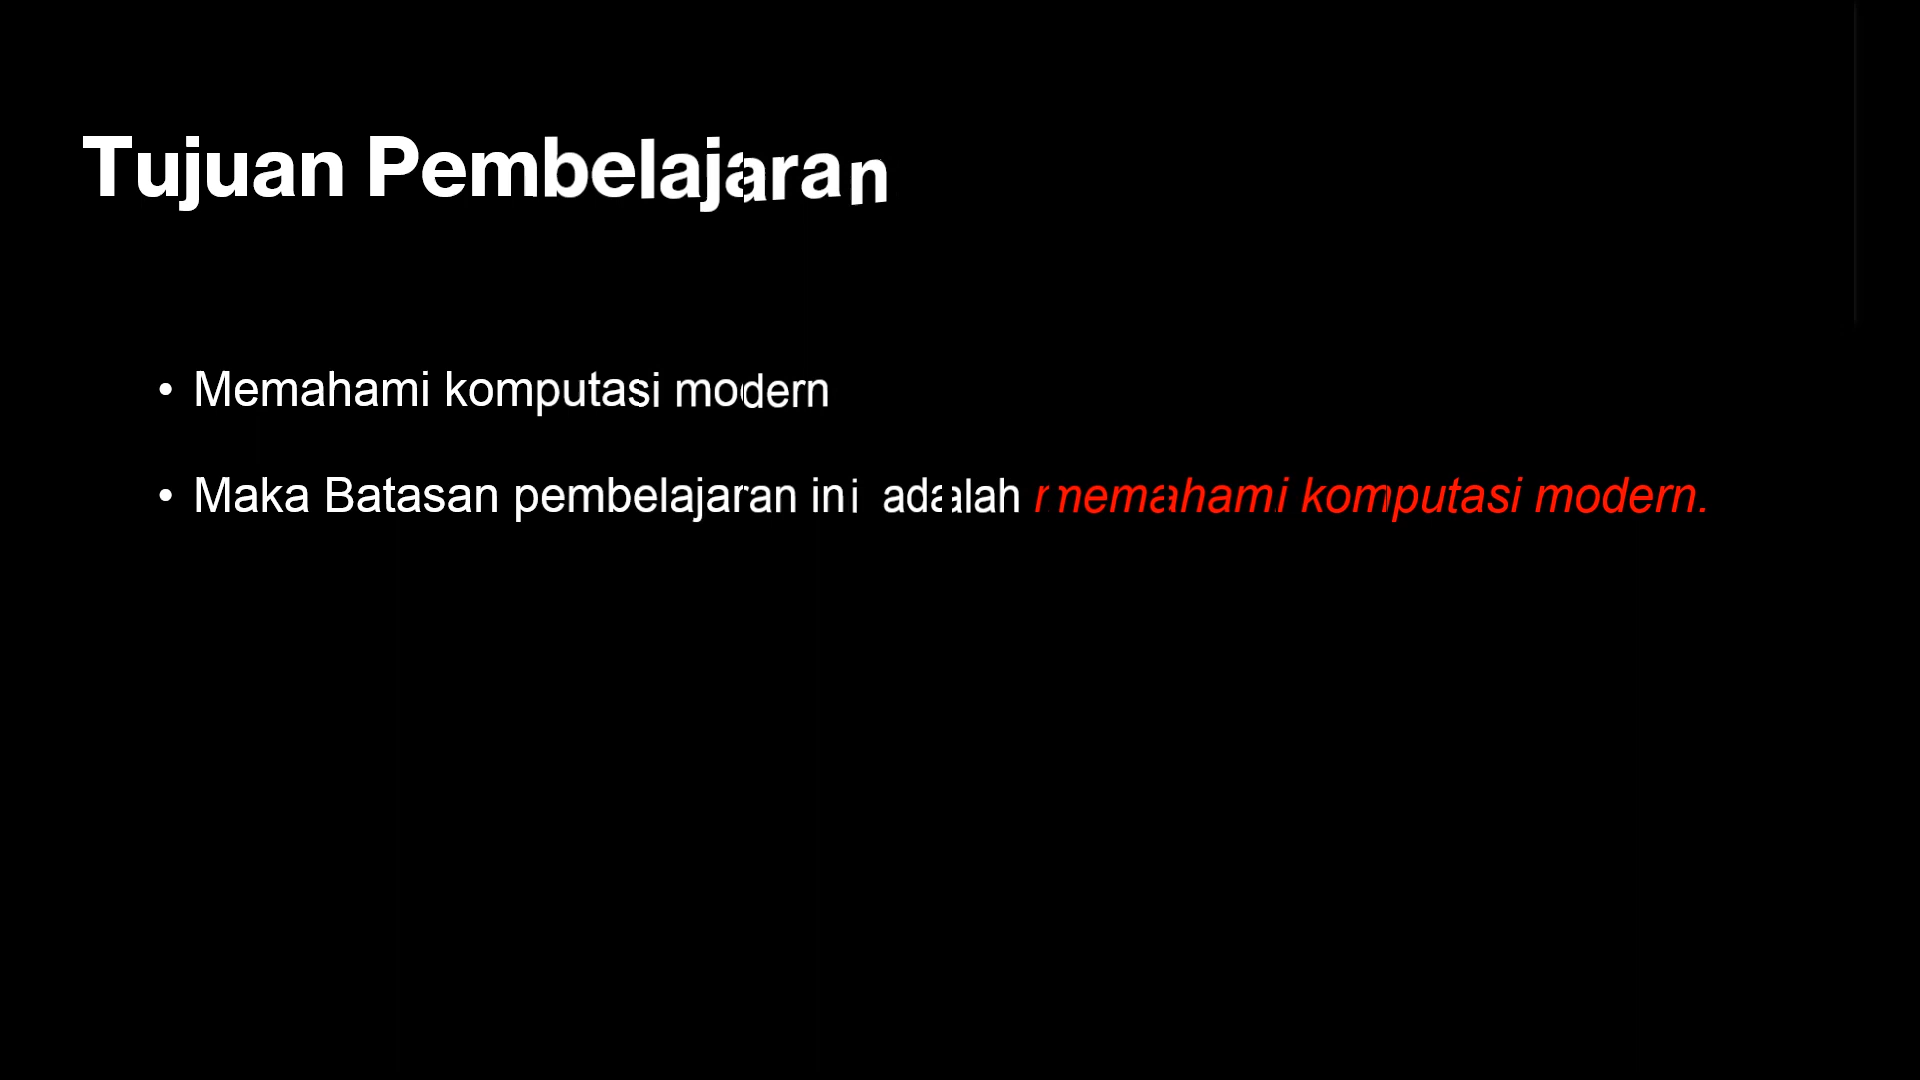 Tujuan Pembelajaran
• Memahami komputasi modern
• Maka Batasan pembelajaran ini adalah memahami komputasi modern.